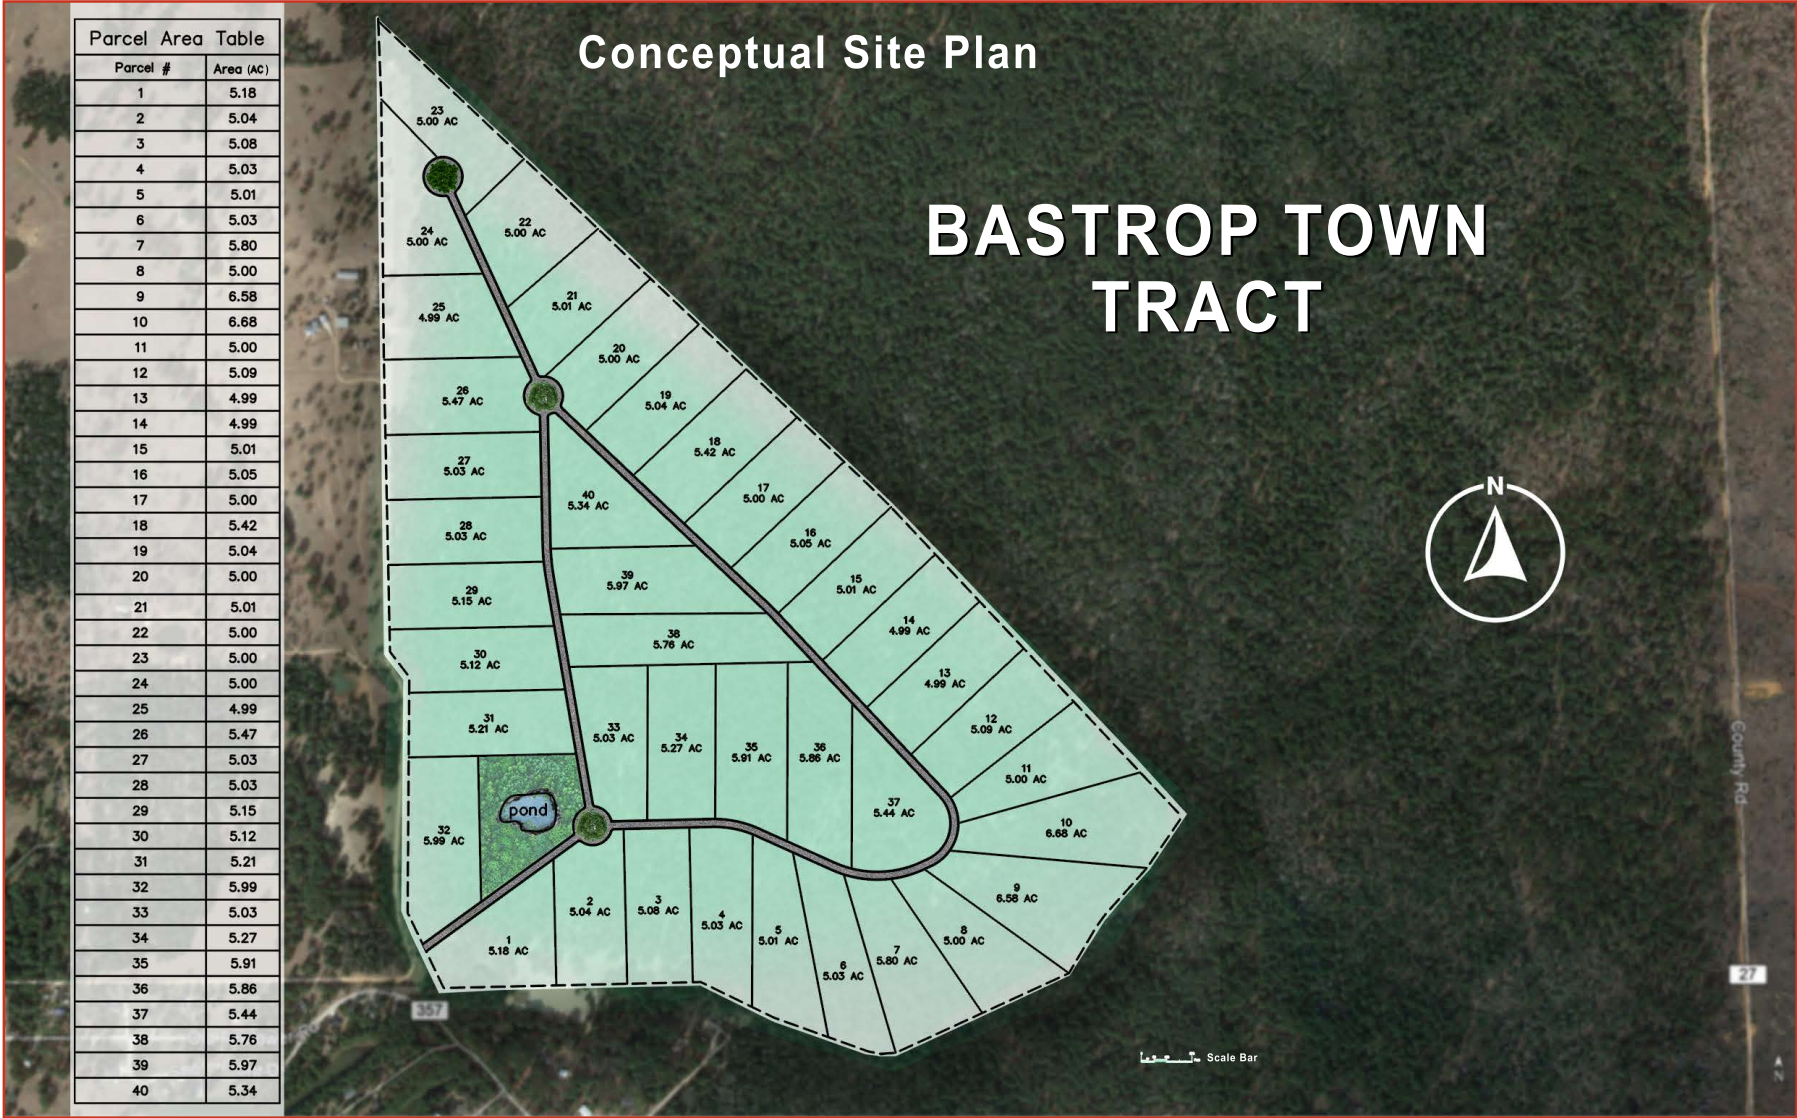 Parcel Area Table
Parcel # Area (AC)
1 5.18
2 5.04
3 5.08
4 5.03
5 5.01
6 5.03
7 5.80
8 5.00
9 6.58
10 6.68
11 5.00
12 5.09
13 4.99
14 4.99
15 5.01
16 5.05
17 5.00
18 5.42
19 5.04
20 5.00
21 5.01
22 5.00
23 5.00
24 5.00
25 4.99
26 5.47
27 5.03
28 5.03
29 5.15
30 5.12
31 5.21
32 5.99
33 5.03
34 5.27
35 5.91
36 5.86
37 5.44
38 5.76
39 5.97
40 5.34
Conceptual Site Plan
BASTROP TOWN
TRACT
N
23
5.00 AC
24
5.00 AC
22
5.00 AC
25
4.99 AC
21
5.01 AC
20
5.00 AC
26
5.47 AC
19
5.04 AC
18
5.42 AC
27
5.03 AC
17
5.00 AC
40
5.34 AC
28
5.03 AC
16
5.05 AC
39
5.97 AC
15
5.01 AC
29
5.15 AC
14
4.99 AC
38
5.76 AC
30
5.12 AC
13
4.99 AC
31
5.21 AC
12
5.09 AC
33
5.03 AC
34
5.27 AC
35
5.91 AC
36
5.86 AC
11
5.00 AC
37
5.44 AC
pond
32
5.99 AC
10
6.68 AC
9
6.58 AC
2
5.04 AC
3
5.08 AC
4
5.03 AC
5
5.01 AC
8
5.00 AC
1
5.18 AC
7
5.80 AC
6
5.03 AC
County Rd
27
357
Scale Bar
N